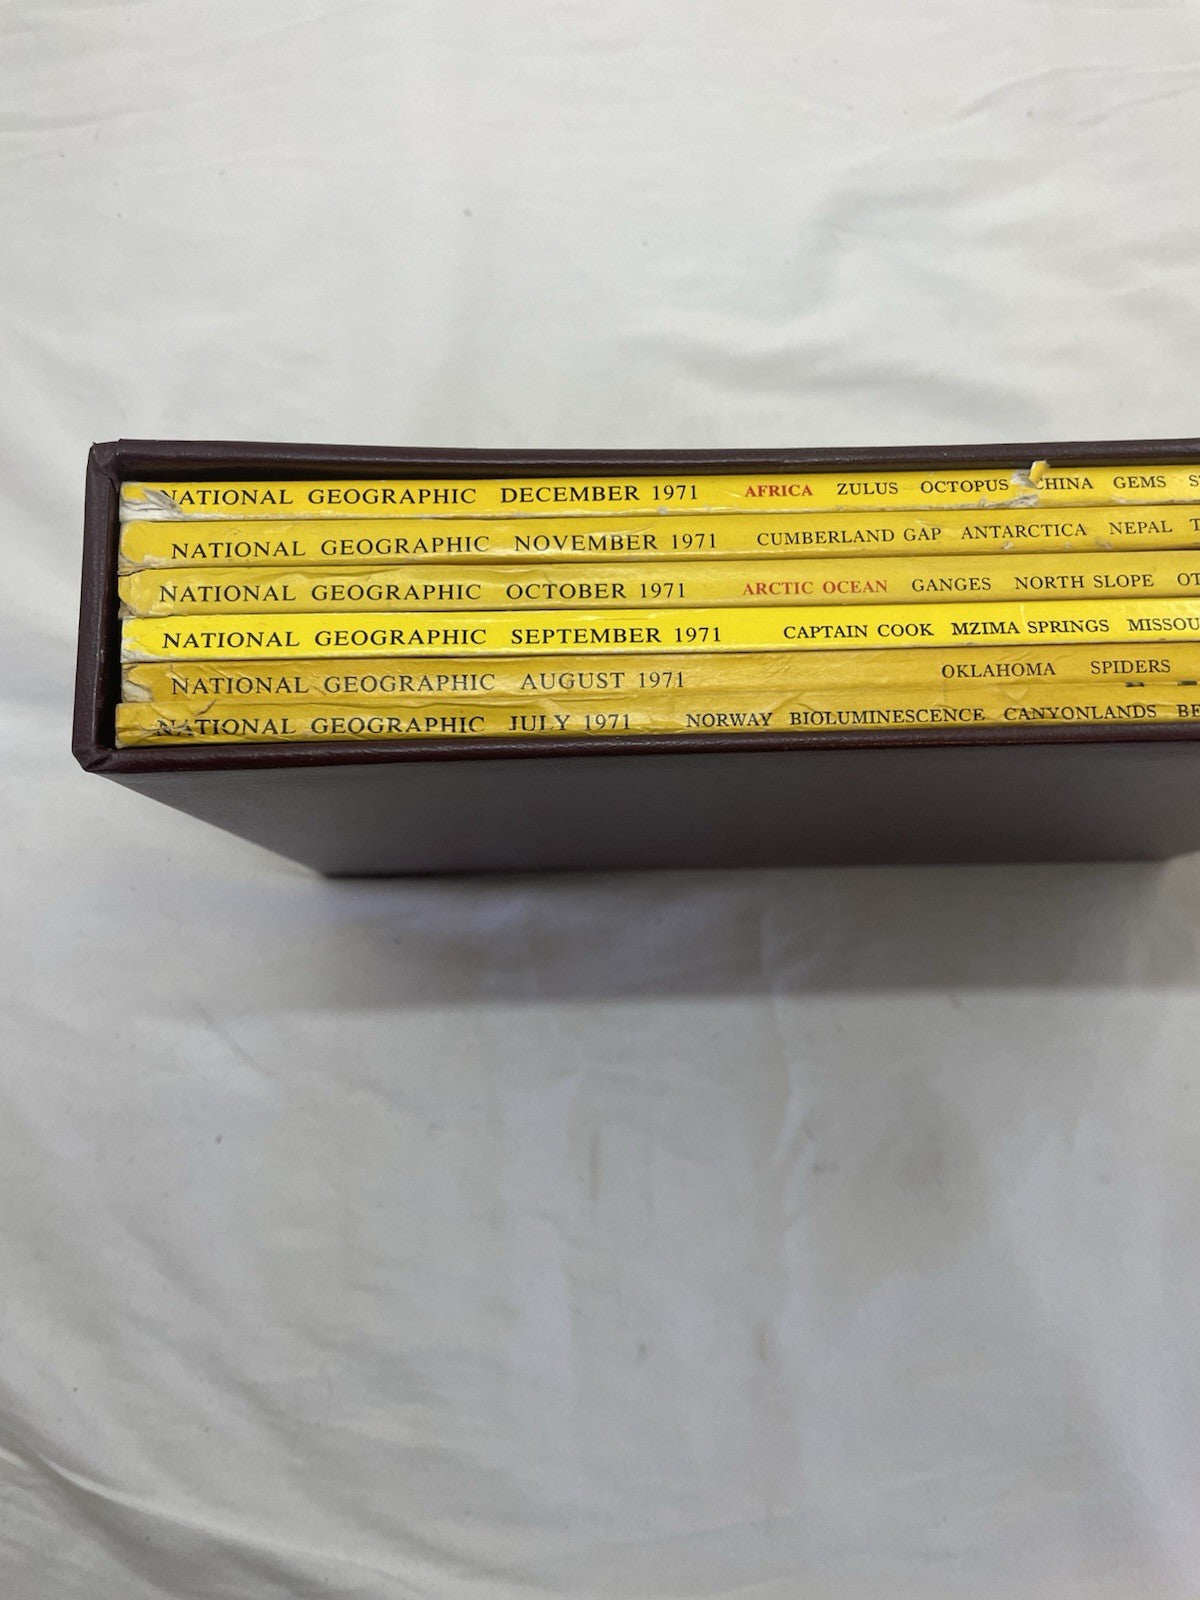 NATIONAL GEOGRAPHIC DECEMBER 1971 AFRICA ZULUS OCTOPUS CHINA GEMS
NATIONAL GEOGRAPHIC NOVEMBER 1971 CUMBERLAND GAP ANTARCTICA NEPAL
NATIONAL GEOGRAPHIC OCTOBER 1971 ARCTIC OCEAN GANGES NORTH SLOPE
NATIONAL GEOGRAPHIC SEPTEMBER 1971 CAPTAIN COOK MZIMA SPRINGS MISSOU
NATIONAL GEOGRAPHIC AUGUST 1971 OKLAHOMA SPIDERS
NATIONAL GEOGRAPHIC JULY 1971 NORWAY BIOLUMINESCENCE CANYONLANDS BE